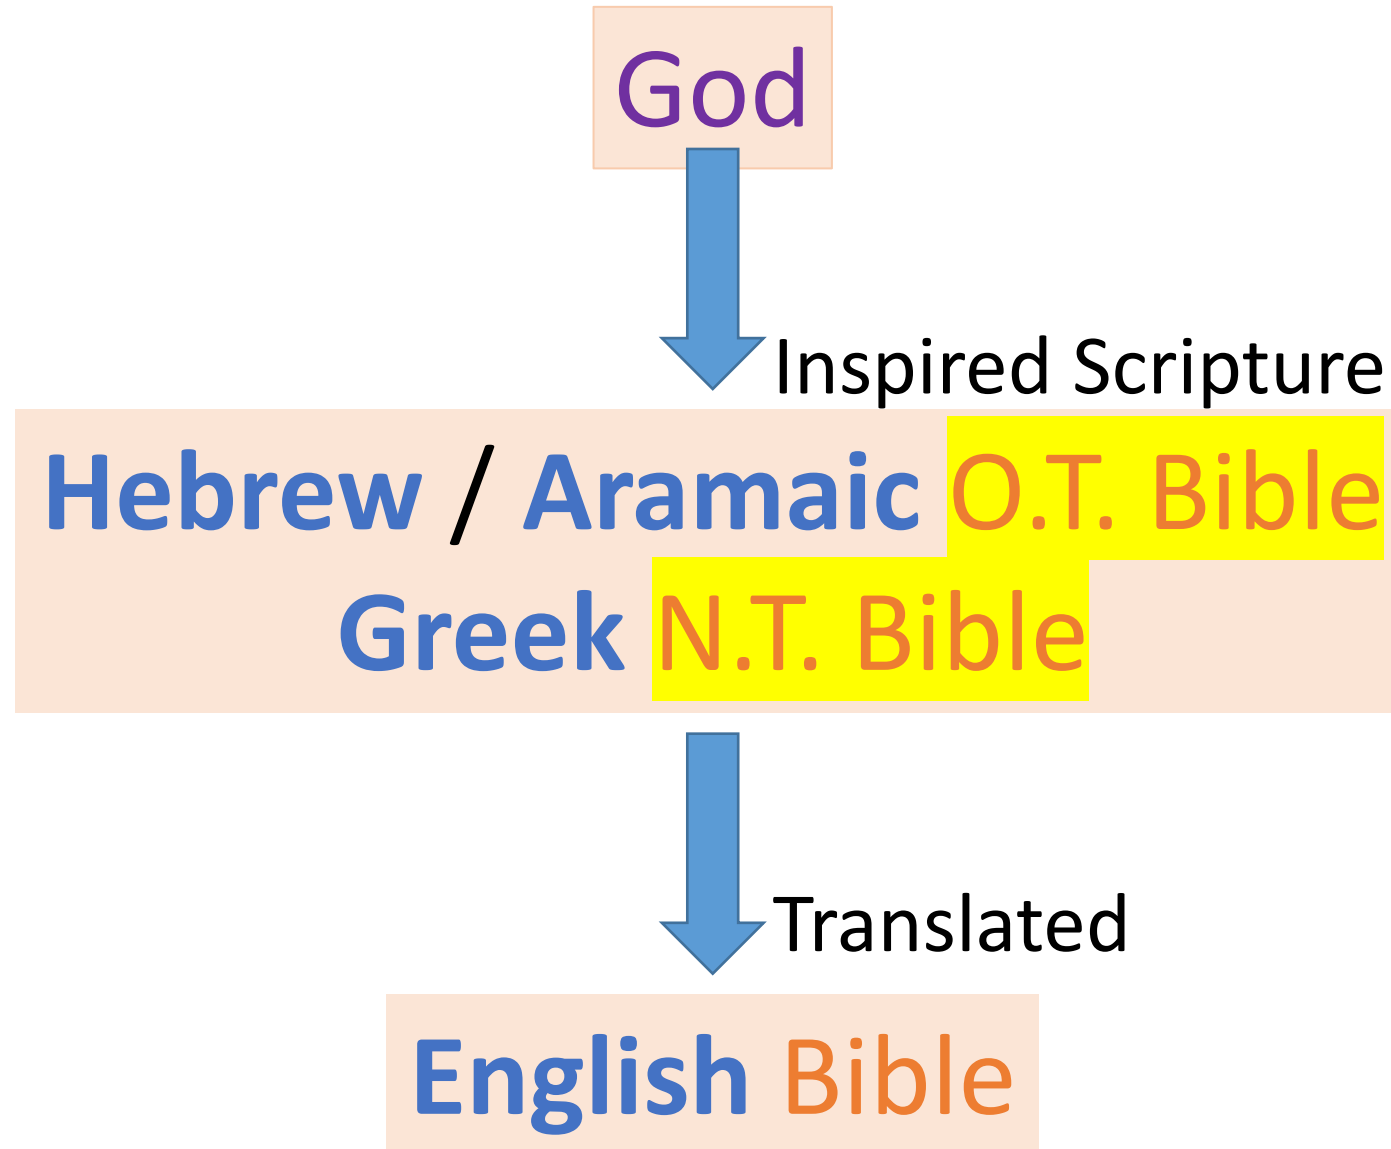 God
Inspired Scripture
Hebrew / Aramaic O.T. Bible
Greek N.T. Bible
Translated
English Bible